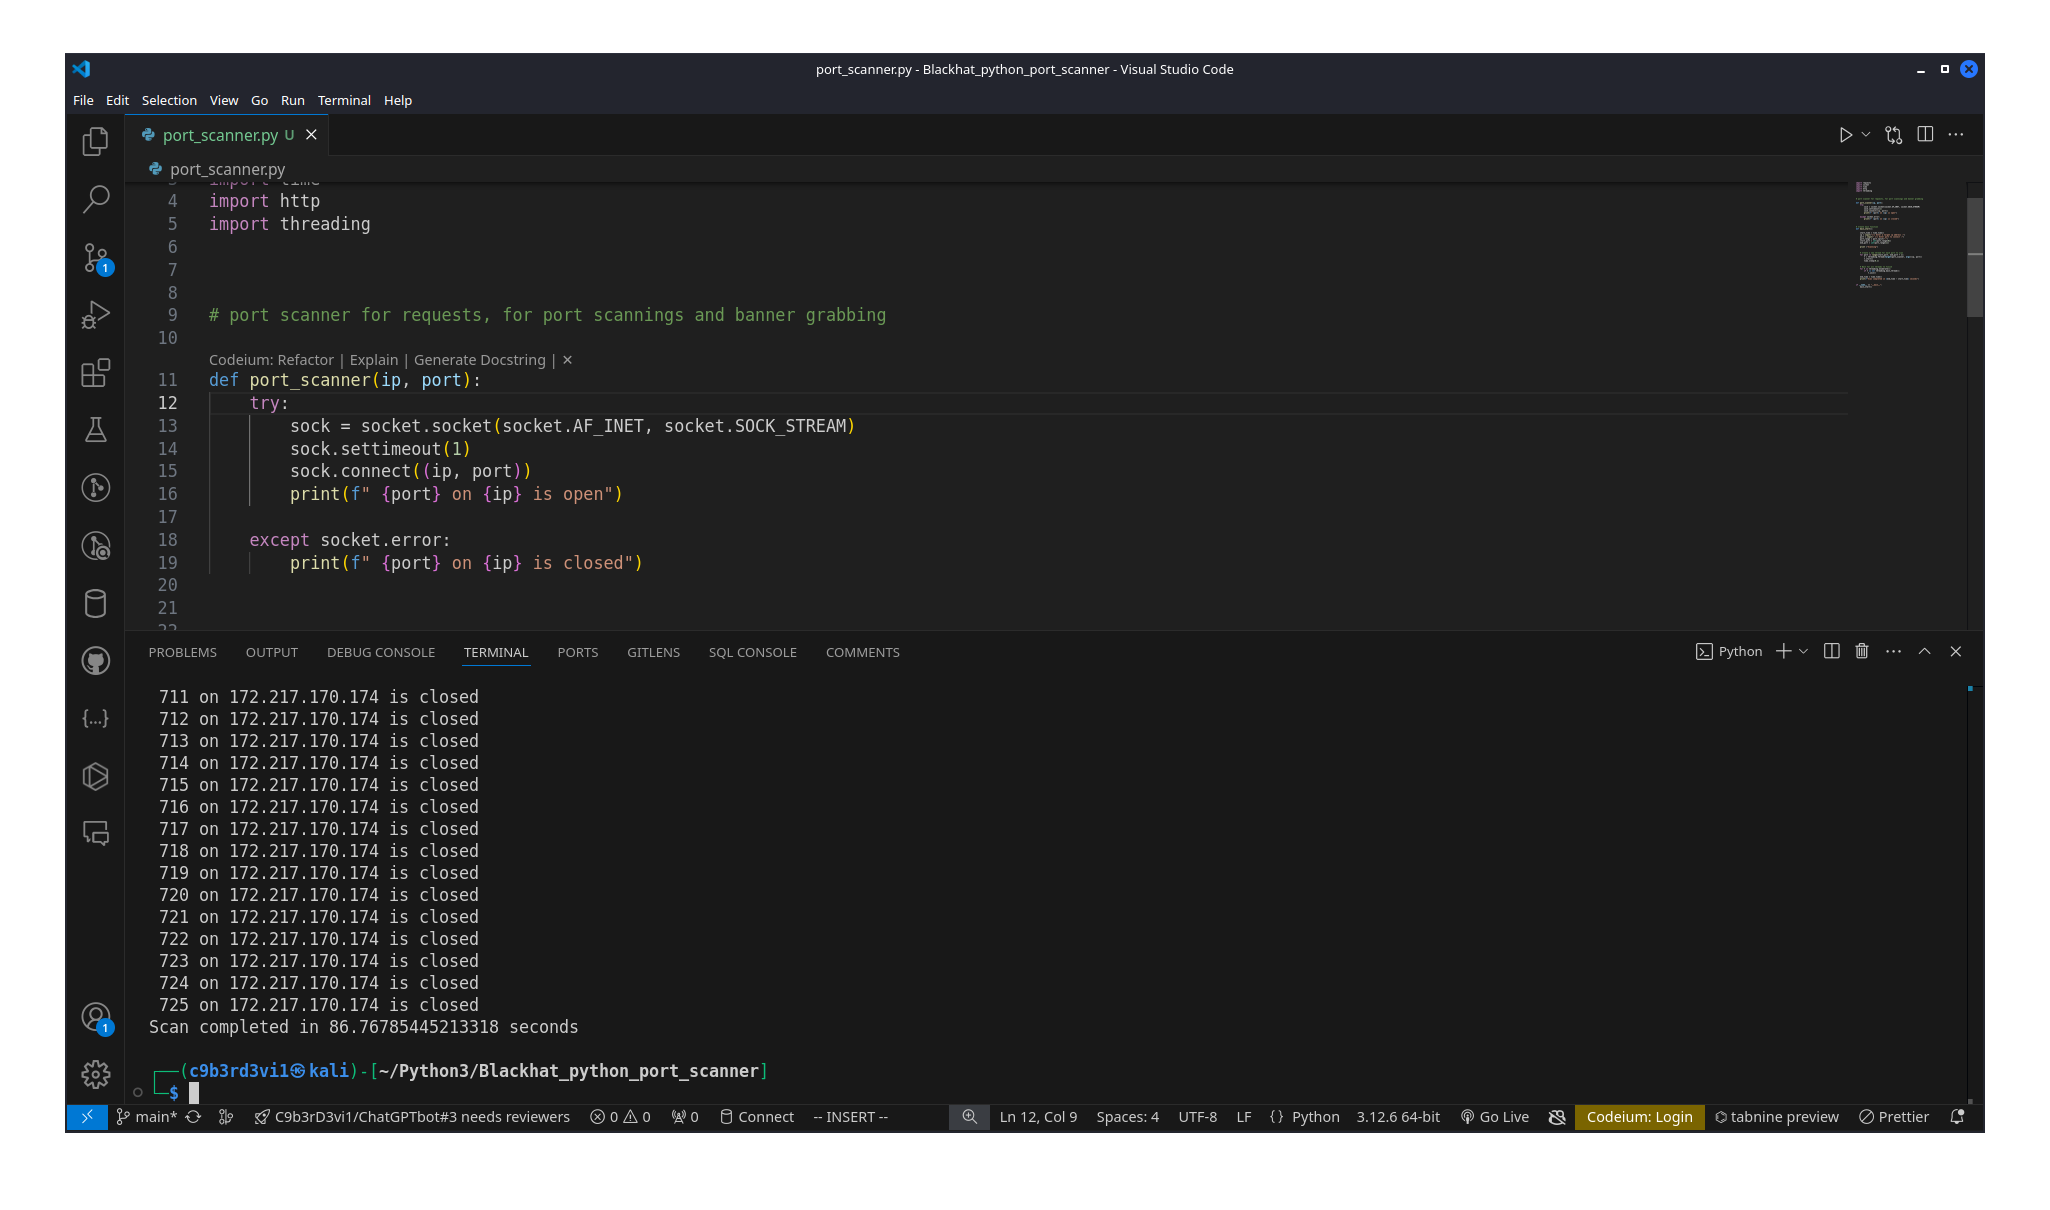 port_scanner.py - Blackhat_python_port_scanner - Visual Studio Code
File Edit Selection View Go Run Terminal Help
port_scanner.py U
port_scanner.py
3 import time
4 import http
5 import threading
6
7
8
9 # port scanner for requests, for port scannings and banner grabbing
10
Codeium: Refactor | Explain | Generate Docstring | ×
11 def port_scanner(ip, port):
12 try:
13 sock = socket.socket(socket.AF_INET, socket.SOCK_STREAM)
14 sock.settimeout(1)
15 sock.connect((ip, port))
16 print(f" {port} on {ip} is open")
17
18 except socket.error:
19 print(f" {port} on {ip} is closed")
20
21
22
PROBLEMS OUTPUT DEBUG CONSOLE TERMINAL PORTS GITLENS SQL CONSOLE COMMENTS Python
711 on 172.217.170.174 is closed
712 on 172.217.170.174 is closed
713 on 172.217.170.174 is closed
714 on 172.217.170.174 is closed
715 on 172.217.170.174 is closed
716 on 172.217.170.174 is closed
717 on 172.217.170.174 is closed
718 on 172.217.170.174 is closed
719 on 172.217.170.174 is closed
720 on 172.217.170.174 is closed
721 on 172.217.170.174 is closed
722 on 172.217.170.174 is closed
723 on 172.217.170.174 is closed
724 on 172.217.170.174 is closed
725 on 172.217.170.174 is closed
Scan completed in 86.76785445213318 seconds
┌──(c9b3rd3vi1㉿kali)-[~/Python3/Blackhat_python_port_scanner]
└─$
1
1
main* C9b3rD3vi1/ChatGPTbot#3 needs reviewers 0 0 0 Connect -- INSERT -- Ln 12, Col 9 Spaces: 4 UTF-8 LF { } Python 3.12.6 64-bit Go Live Codeium: Login tabnine preview Prettier